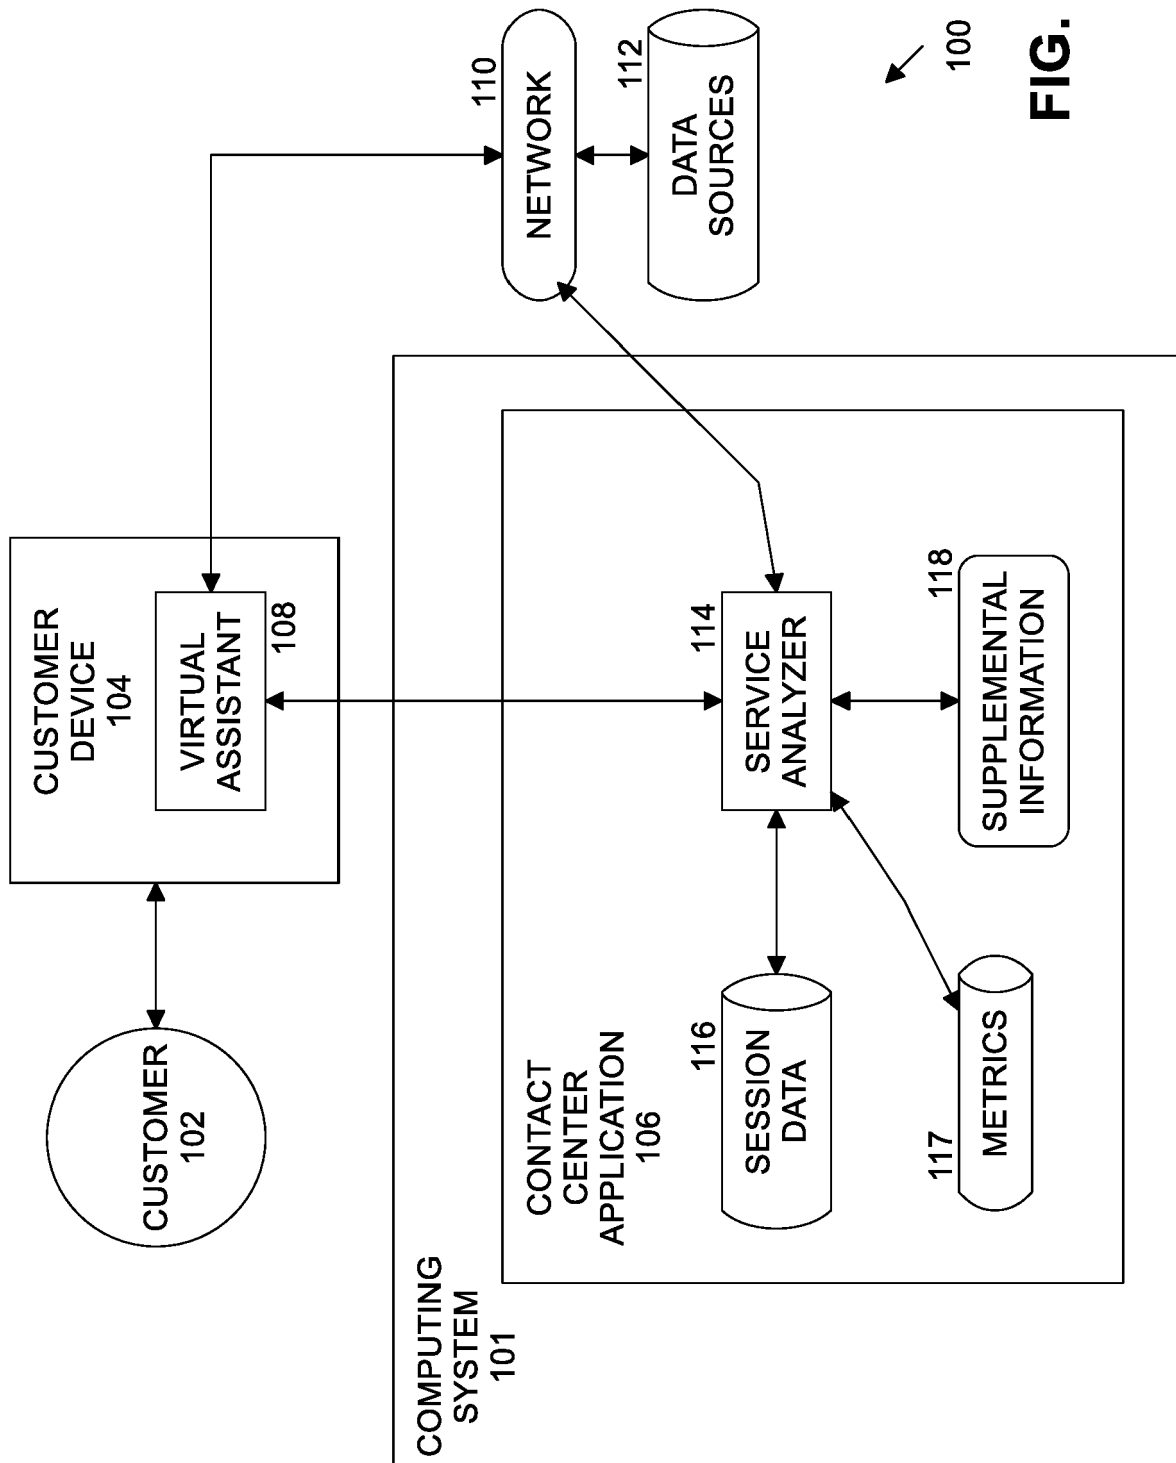 CUSTOMER
102
CUSTOMER
DEVICE
104
VIRTUAL
ASSISTANT
108
COMPUTING
SYSTEM
101
CONTACT
CENTER
APPLICATION
106
110
NETWORK
112
DATA
SOURCES
116
SESSION
DATA
114
SERVICE
ANALYZER
117
METRICS
118
SUPPLEMENTAL
INFORMATION
100
FIG.